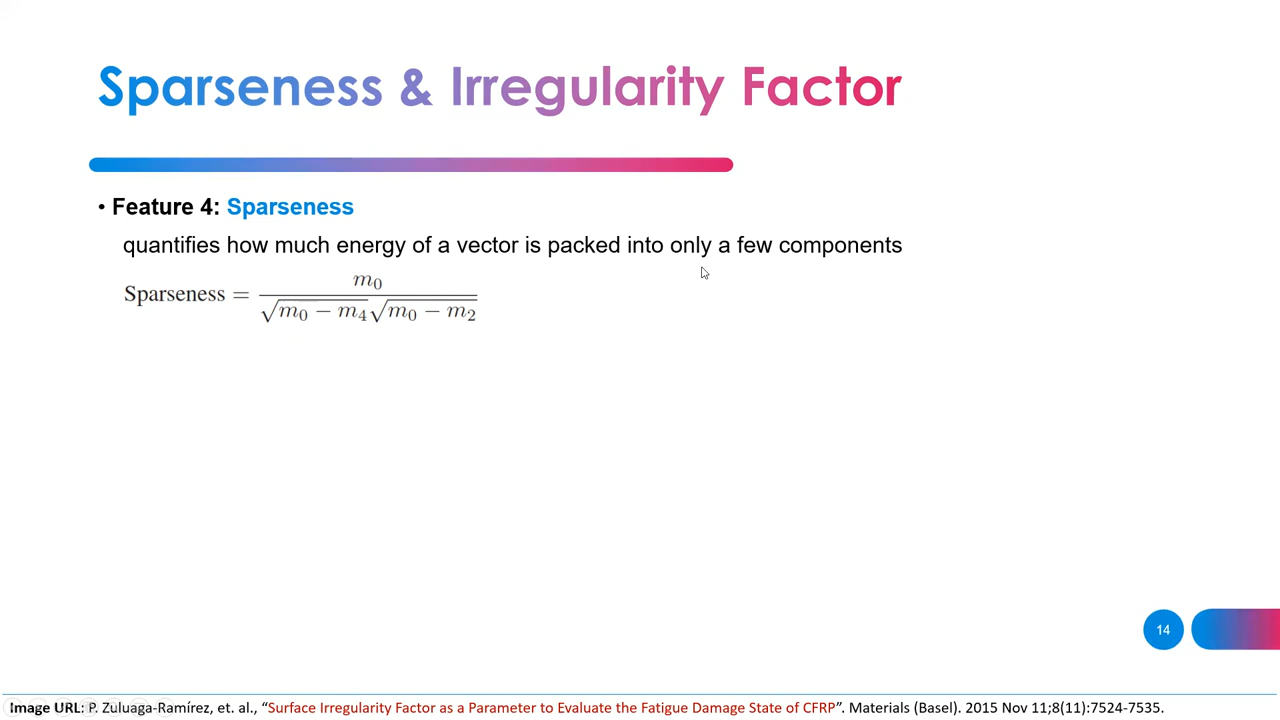 Sparseness & Irregularity Factor
• Feature 4: Sparseness
quantifies how much energy of a vector is packed into only a few components
Sparseness = m₀ / (√(m₀ − m₄) √(m₀ − m₂))
14
Image URL: P. Zuluaga-Ramírez, et. al., “Surface Irregularity Factor as a Parameter to Evaluate the Fatigue Damage State of CFRP”. Materials (Basel). 2015 Nov 11;8(11):7524-7535.